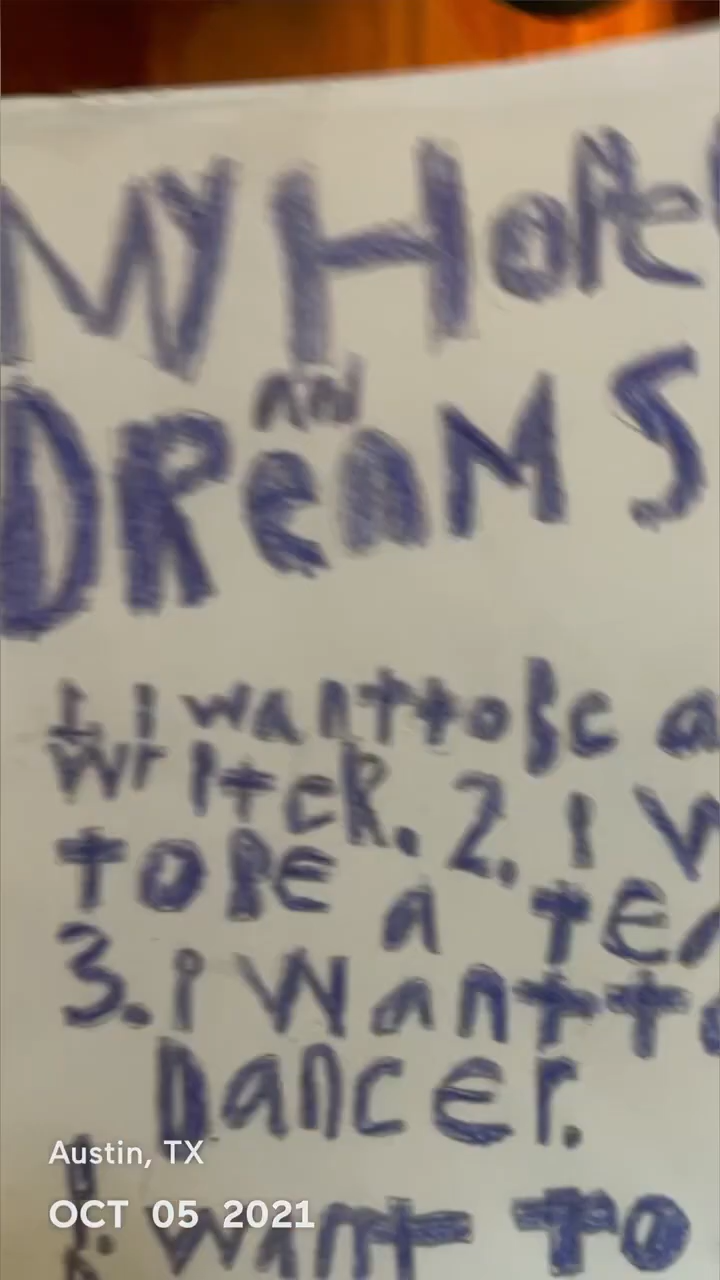 MY HoPe
AND
DReaMS
1. I want to Be a
writeR. 2. I
to BE a
3. i Want to
Dancer.
want to
Austin, TX
OCT 05 2021